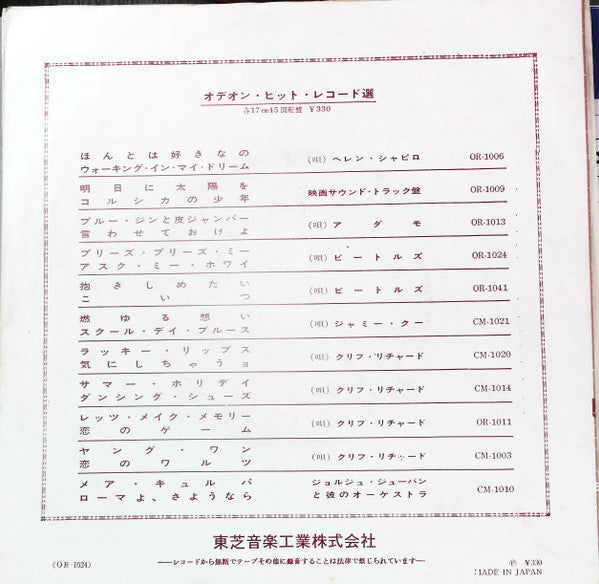 オデオン・ヒット・レコード選
各17cm45回転盤 ¥330
ほんとは好きなの
ウォーキング・イン・マイ・ドリーム
(唄) ヘレン・シャピロ OR-1006
明日に太陽を
コルシカの少年
映画サウンド・トラック盤 OR-1009
ブルー・ジンと皮ジャンパー
言わせておけよ
(唄) アダモ OR-1013
プリーズ・プリーズ・ミー
アスク・ミー・ホワイ
(唄) ビートルズ OR-1024
抱きしめたい
こいつ
(唄) ビートルズ OR-1041
燃ゆる想い
スクール・デイ・ブルース
(唄) ジャミー・クー CM-1021
ラッキー・リップス
気にしちゃうヨ
(唄) クリフ・リチャード CM-1020
サマー・ホリデイ
ダンシング・シューズ
(唄) クリフ・リチャード CM-1014
レッツ・メイク・メモリー
恋のゲーム
(唄) クリフ・リチャード OR-1011
ヤング・ワン
恋のワルツ
(唄) クリフ・リチャード CM-1003
メア・キュルパ
ローマよ、さようなら
ジョルジュ・ジューバン
と彼のオーケストラ CM-1010
東芝音楽工業株式会社
──レコードから無断でテープその他に録音することは法律で禁じられています──
(OR-1024)
Ⓟ ¥330
MADE IN JAPAN